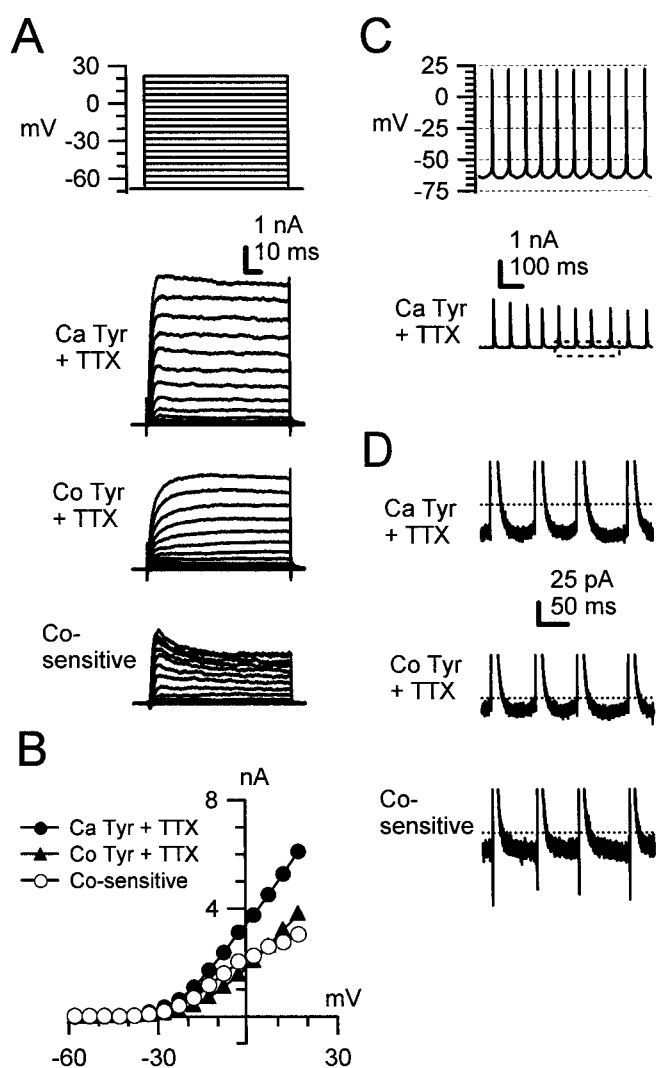 A
30
0
mV
-30
-60
1 nA
10 ms
Ca Tyr
+ TTX
Co Tyr
+ TTX
Co-
sensitive
B
nA
8
Ca Tyr + TTX
Co Tyr + TTX
Co-sensitive
4
mV
-60
-30
30
C
25
0
mV
-25
-50
-75
1 nA
100 ms
Ca Tyr
+ TTX
D
Ca Tyr
+ TTX
25 pA
50 ms
Co Tyr
+ TTX
Co-
sensitive